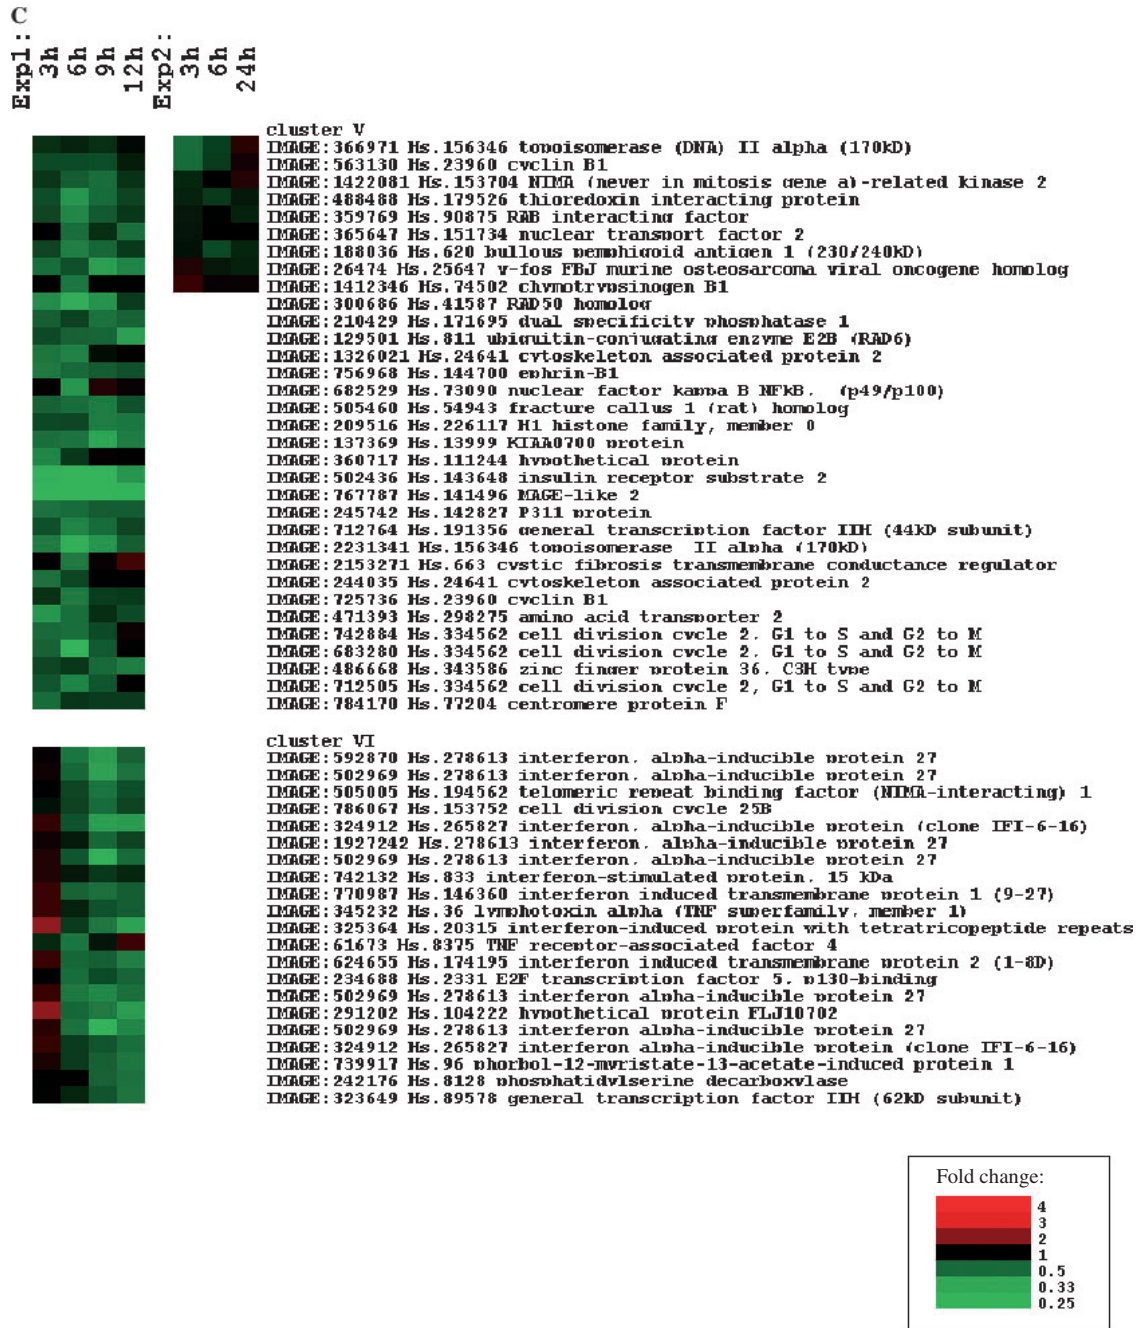 C
Exp1: 3h 6h 9h 12h Exp2: 3h 6h 24h
cluster V
IMAGE:366971 Hs.156346 topoisomerase (DNA) II alpha (170kD)
IMAGE:563130 Hs.23960 cyclin B1
IMAGE:1422081 Hs.153704 NIMA (never in mitosis gene a)-related kinase 2
IMAGE:488488 Hs.179526 thioredoxin interacting protein
IMAGE:359769 Hs.90875 RAB interacting factor
IMAGE:365647 Hs.151734 nuclear transport factor 2
IMAGE:188036 Hs.620 bullous pemphigoid antigen 1 (230/240kD)
IMAGE:26474 Hs.25647 v-fos FBJ murine osteosarcoma viral oncogene homolog
IMAGE:1412346 Hs.74502 chymotrypsinogen B1
IMAGE:300686 Hs.41587 RAD50 homolog
IMAGE:210429 Hs.171695 dual specificity phosphatase 1
IMAGE:129501 Hs.811 ubiquitin-conjugating enzyme E2B (RAD6)
IMAGE:1326021 Hs.24641 cytoskeleton associated protein 2
IMAGE:756968 Hs.144700 ephrin-B1
IMAGE:682529 Hs.73090 nuclear factor kappa B NFkB, (p49/p100)
IMAGE:505460 Hs.54943 fracture callus 1 (rat) homolog
IMAGE:209516 Hs.226117 H1 histone family, member 0
IMAGE:137369 Hs.13999 KIAA0700 protein
IMAGE:360717 Hs.111244 hypothetical protein
IMAGE:502436 Hs.143648 insulin receptor substrate 2
IMAGE:767787 Hs.141496 MAGE-like 2
IMAGE:245742 Hs.142827 P311 protein
IMAGE:712764 Hs.191356 general transcription factor IIH (44kD subunit)
IMAGE:2231341 Hs.156346 topoisomerase II alpha (170kD)
IMAGE:2153271 Hs.663 cystic fibrosis transmembrane conductance regulator
IMAGE:244035 Hs.24641 cytoskeleton associated protein 2
IMAGE:725736 Hs.23960 cyclin B1
IMAGE:471393 Hs.298275 amino acid transporter 2
IMAGE:742884 Hs.334562 cell division cycle 2, G1 to S and G2 to M
IMAGE:683280 Hs.334562 cell division cycle 2, G1 to S and G2 to M
IMAGE:486668 Hs.343586 zinc finger protein 36, C3H type
IMAGE:712505 Hs.334562 cell division cycle 2, G1 to S and G2 to M
IMAGE:784170 Hs.77204 centromere protein F
cluster VI
IMAGE:592870 Hs.278613 interferon, alpha-inducible protein 27
IMAGE:502969 Hs.278613 interferon, alpha-inducible protein 27
IMAGE:505005 Hs.194562 telomeric repeat binding factor (NIMA-interacting) 1
IMAGE:786067 Hs.153752 cell division cycle 25B
IMAGE:324912 Hs.265827 interferon, alpha-inducible protein (clone IFI-6-16)
IMAGE:1927242 Hs.278613 interferon, alpha-inducible protein 27
IMAGE:502969 Hs.278613 interferon, alpha-inducible protein 27
IMAGE:742132 Hs.833 interferon-stimulated protein, 15 kDa
IMAGE:770987 Hs.146360 interferon induced transmembrane protein 1 (9-27)
IMAGE:345232 Hs.36 lymphotoxin alpha (TNF superfamily, member 1)
IMAGE:325364 Hs.20315 interferon-induced protein with tetratricopeptide repeats
IMAGE:61673 Hs.8375 TNF receptor-associated factor 4
IMAGE:624655 Hs.174195 interferon induced transmembrane protein 2 (1-8D)
IMAGE:234688 Hs.2331 E2F transcription factor 5, p130-binding
IMAGE:502969 Hs.278613 interferon alpha-inducible protein 27
IMAGE:291202 Hs.104222 hypothetical protein FLJ10702
IMAGE:502969 Hs.278613 interferon alpha-inducible protein 27
IMAGE:324912 Hs.265827 interferon alpha-inducible protein (clone IFI-6-16)
IMAGE:739917 Hs.96 phorbol-12-myristate-13-acetate-induced protein 1
IMAGE:242176 Hs.8128 phosphatidylserine decarboxylase
IMAGE:323649 Hs.89578 general transcription factor IIH (62kD subunit)
Fold change:
4
3
2
1
0.5
0.33
0.25